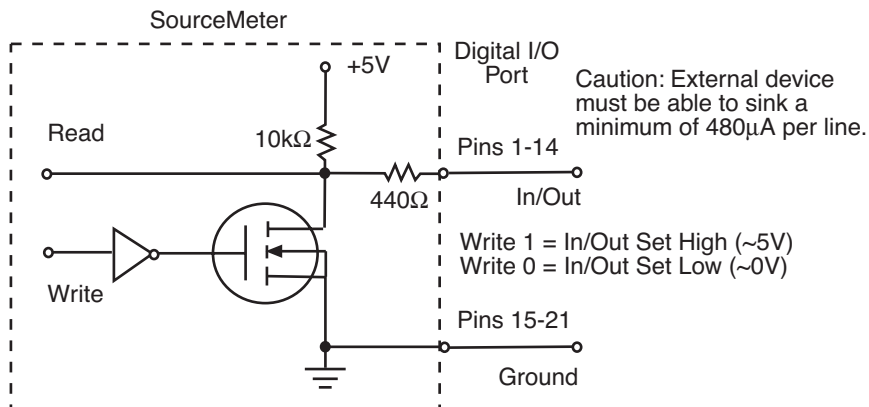 SourceMeter
+5V
Digital I/O
Port
Caution: External device
must be able to sink a
minimum of 480μA per line.
Read
10kΩ
Pins 1-14
440Ω
In/Out
Write 1 = In/Out Set High (~5V)
Write 0 = In/Out Set Low (~0V)
Write
Pins 15-21
Ground